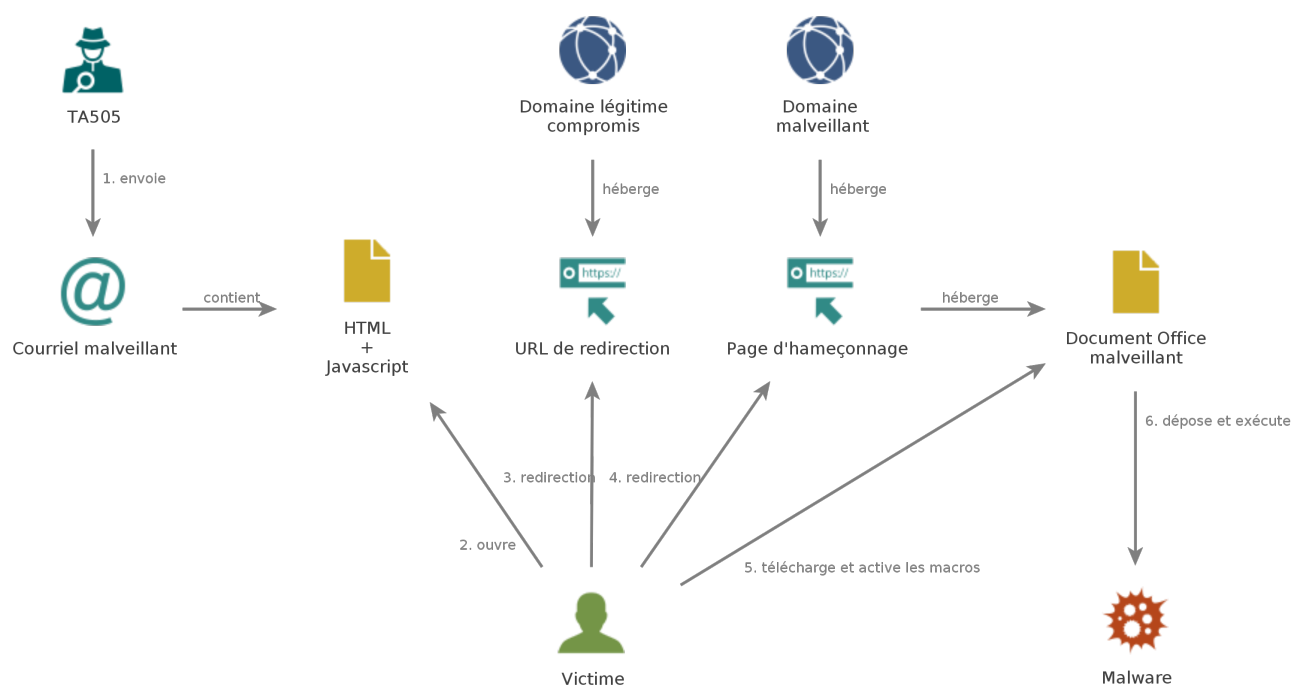 TA505
Domaine légitime
compromis
Domaine
malveillant
1. envoie
héberge
héberge
https://
https://
contient
héberge
Courriel malveillant
HTML
+
Javascript
URL de redirection
Page d'hameçonnage
Document Office
malveillant
6. dépose et exécute
3. redirection
4. redirection
2. ouvre
5. télécharge et active les macros
Victime
Malware